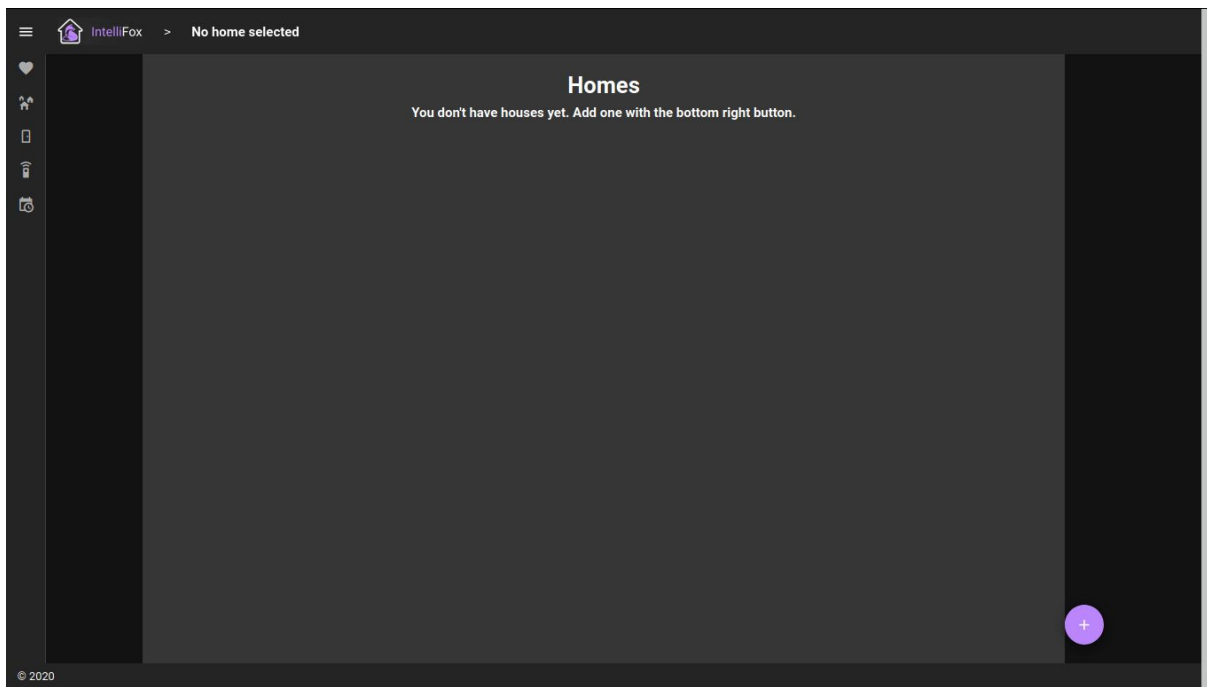 IntelliFox > No home selected
Homes
You don't have houses yet. Add one with the bottom right button.
+
© 2020